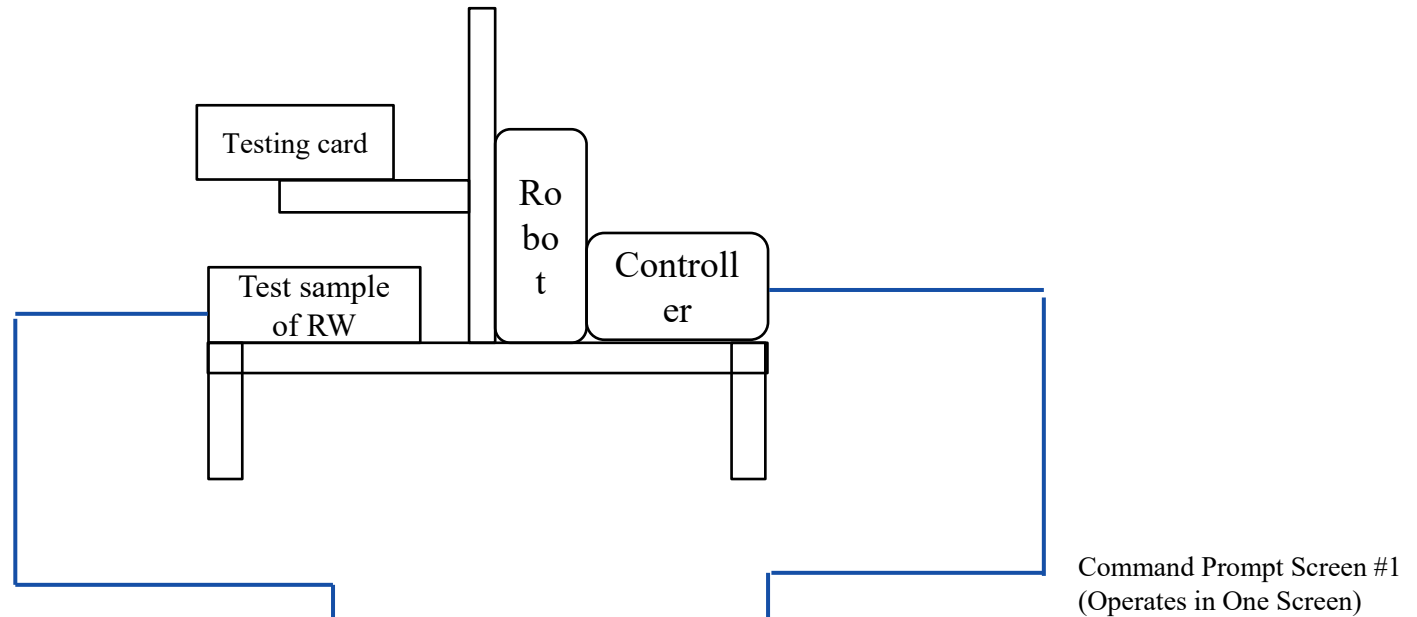 Testing card
Ro
bo
t
Controll
er
Test sample
of RW
Command Prompt Screen #1
(Operates in One Screen)